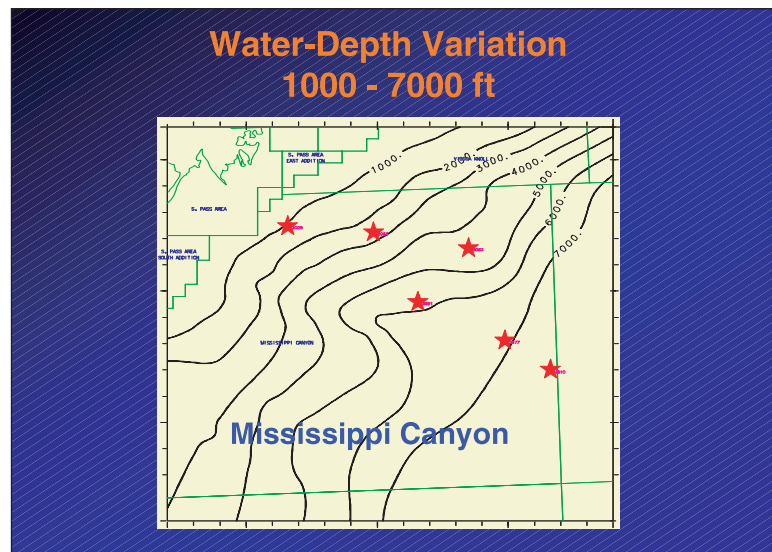 Water-Depth Variation
1000 - 7000 ft
S. PASS AREA
EAST ADDITION
VIOSCA KNOLL
1000.
2000.
3000.
4000.
5000.
6000.
7000.
S. PASS AREA
S. PASS AREA
SOUTH ADDITION
MISSISSIPPI CANYON
Mississippi Canyon